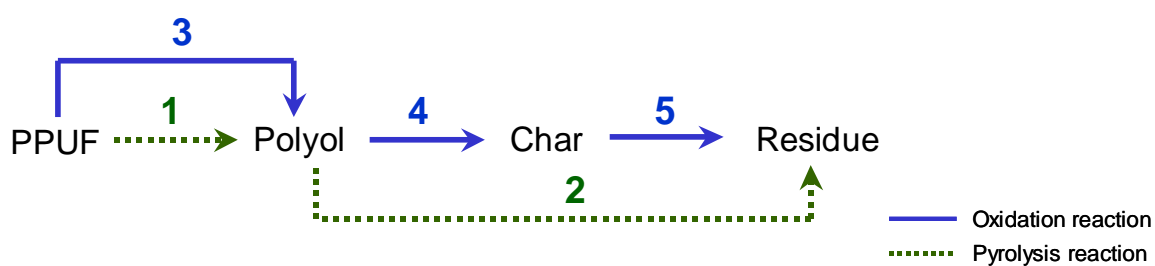 3
1
4
5
PPUF
Polyol
Char
Residue
2
Oxidation reaction
Pyrolysis reaction